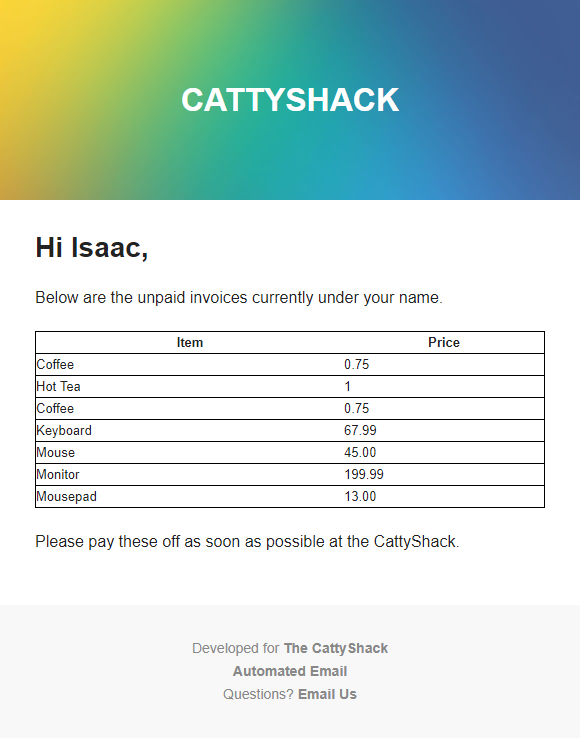 CATTYSHACK
Hi Isaac,
Below are the unpaid invoices currently under your name.
Item Price
Coffee 0.75
Hot Tea 1
Coffee 0.75
Keyboard 67.99
Mouse 45.00
Monitor 199.99
Mousepad 13.00
Please pay these off as soon as possible at the CattyShack.
Developed for The CattyShack
Automated Email
Questions? Email Us